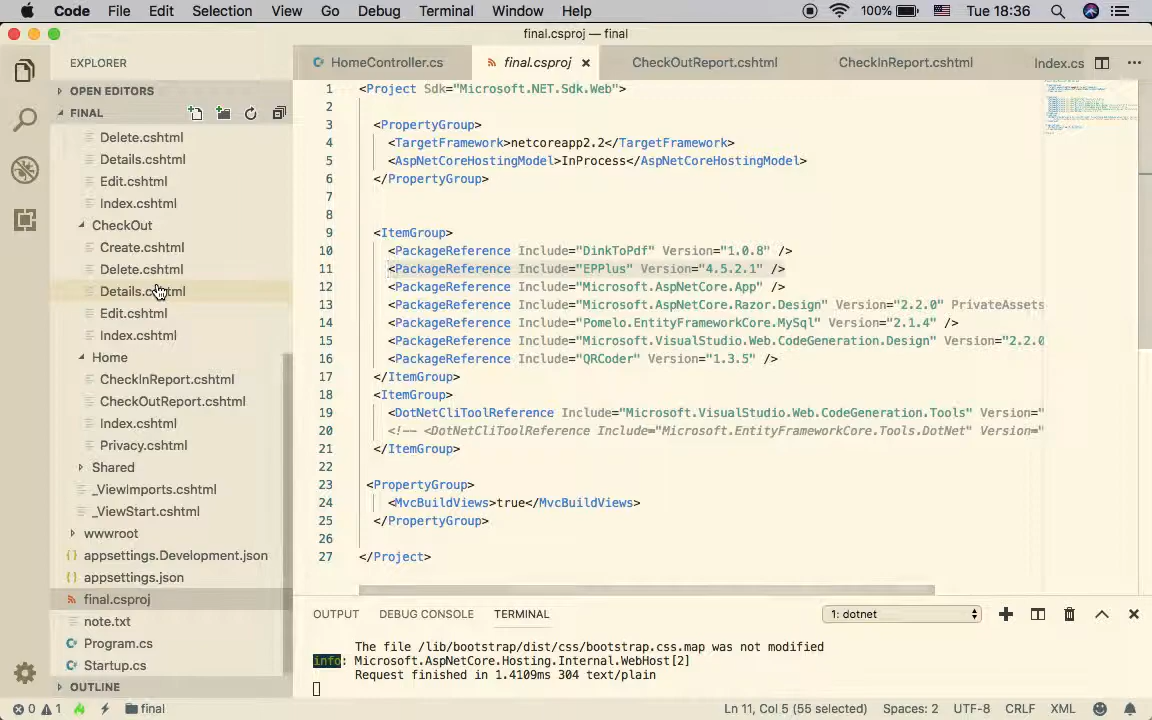 Code File Edit Selection View Go Debug Terminal Window Help 100% Tue 18:36
final.csproj — final
EXPLORER
HomeController.cs final.csproj CheckOutReport.cshtml CheckInReport.cshtml Index.cs
OPEN EDITORS
FINAL
Delete.cshtml
Details.cshtml
Edit.cshtml
Index.cshtml
CheckOut
Create.cshtml
Delete.cshtml
Details.cshtml
Edit.cshtml
Index.cshtml
Home
CheckInReport.cshtml
CheckOutReport.cshtml
Index.cshtml
Privacy.cshtml
Shared
_ViewImports.cshtml
_ViewStart.cshtml
wwwroot
appsettings.Development.json
appsettings.json
final.csproj
note.txt
Program.cs
Startup.cs
OUTLINE
1 <Project Sdk="Microsoft.NET.Sdk.Web">
2
3 <PropertyGroup>
4 <TargetFramework>netcoreapp2.2</TargetFramework>
5 <AspNetCoreHostingModel>InProcess</AspNetCoreHostingModel>
6 </PropertyGroup>
7
8
9 <ItemGroup>
10 <PackageReference Include="DinkToPdf" Version="1.0.8" />
11 <PackageReference Include="EPPlus" Version="4.5.2.1" />
12 <PackageReference Include="Microsoft.AspNetCore.App" />
13 <PackageReference Include="Microsoft.AspNetCore.Razor.Design" Version="2.2.0" PrivateAssets
14 <PackageReference Include="Pomelo.EntityFrameworkCore.MySql" Version="2.1.4" />
15 <PackageReference Include="Microsoft.VisualStudio.Web.CodeGeneration.Design" Version="2.2.0
16 <PackageReference Include="QRCoder" Version="1.3.5" />
17 </ItemGroup>
18 <ItemGroup>
19 <DotNetCliToolReference Include="Microsoft.VisualStudio.Web.CodeGeneration.Tools" Version="
20 <!-- <DotNetCliToolReference Include="Microsoft.EntityFrameworkCore.Tools.DotNet" Version="
21 </ItemGroup>
22
23 <PropertyGroup>
24 <MvcBuildViews>true</MvcBuildViews>
25 </PropertyGroup>
26
27 </Project>
OUTPUT DEBUG CONSOLE TERMINAL 1: dotnet
The file /lib/bootstrap/dist/css/bootstrap.css.map was not modified
info: Microsoft.AspNetCore.Hosting.Internal.WebHost[2]
Request finished in 1.4109ms 304 text/plain
0 1 final Ln 11, Col 5 (55 selected) Spaces: 2 UTF-8 CRLF XML